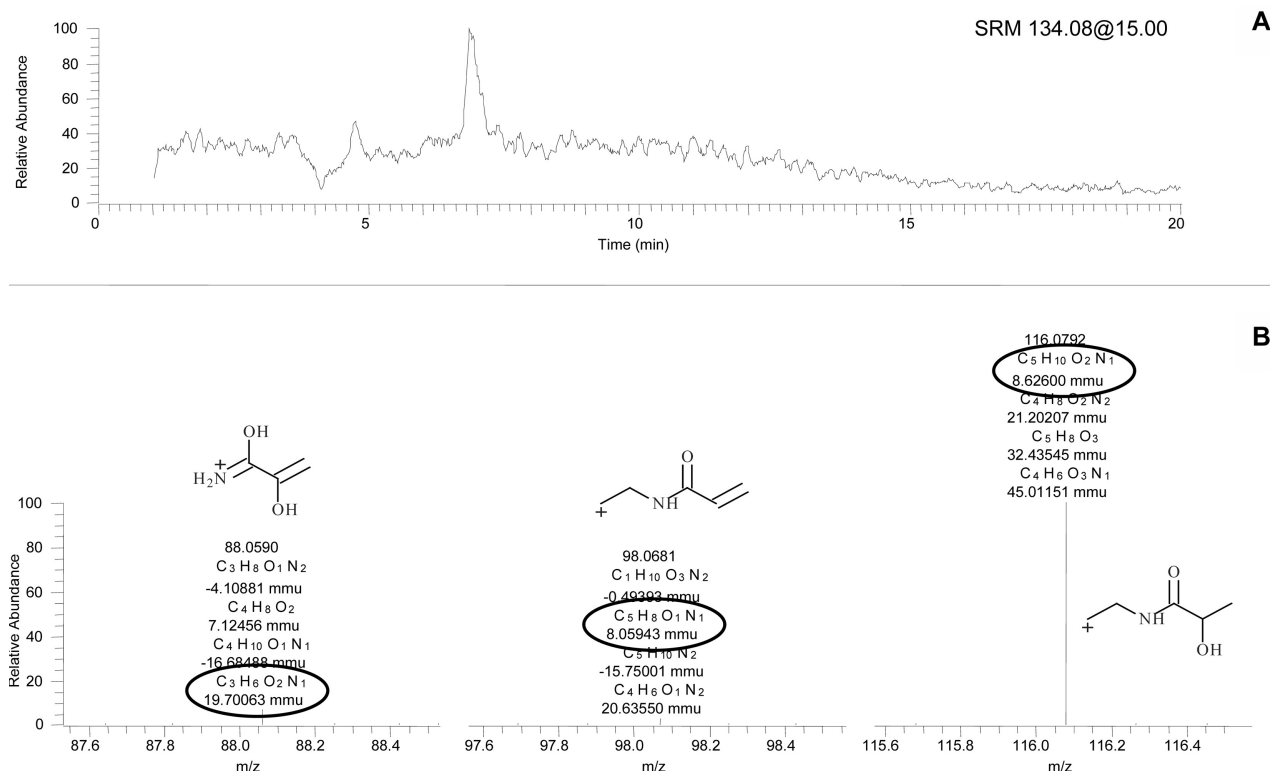 A
SRM 134.08@15.00
Relative Abundance
100
80
60
40
20
0
0 5 10 15 20
Time (min)
B
Relative Abundance
100
80
60
40
20
0
OH
+
H₂N
OH
88.0590
C₃ H₈ O₁ N₂
-4.10881 mmu
C₄ H₈ O₂
7.12456 mmu
C₄ H₁₀ O₁ N₁
-16.68488 mmu
C₃ H₆ O₂ N₁
19.70063 mmu
87.6 87.8 88.0 88.2 88.4
m/z
O
NH
+
98.0681
C₁ H₁₀ O₃ N₂
-0.49393 mmu
C₅ H₈ O₁ N₁
8.05943 mmu
C₅ H₁₀ N₂
-15.75001 mmu
C₄ H₆ O₁ N₂
20.63550 mmu
97.6 97.8 98.0 98.2 98.4
m/z
116.0792
C₅ H₁₀ O₂ N₁
8.62600 mmu
C₄ H₈ O₂ N₂
21.20207 mmu
C₅ H₈ O₃
32.43545 mmu
C₄ H₆ O₃ N₁
45.01151 mmu
O
NH
+
OH
115.6 115.8 116.0 116.2 116.4
m/z